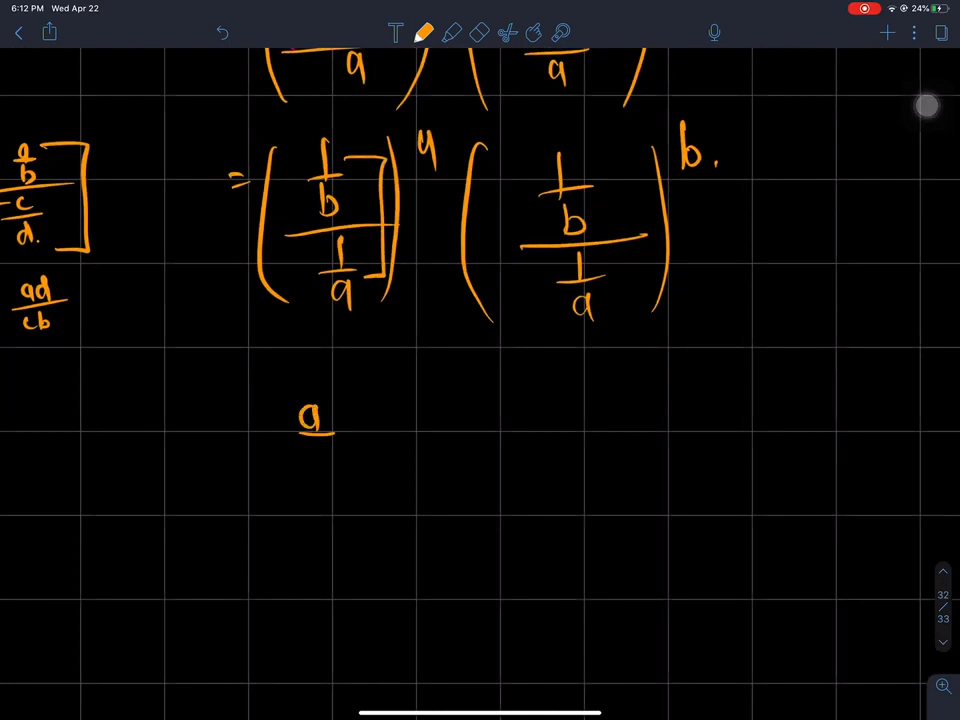 6:12 PM Wed Apr 22 24%
T
a a
= ( 1/b / 1/a )^a ( 1/b / 1/a )^b .
a/b / c/d . ]
ad/cb
a
32
/
33